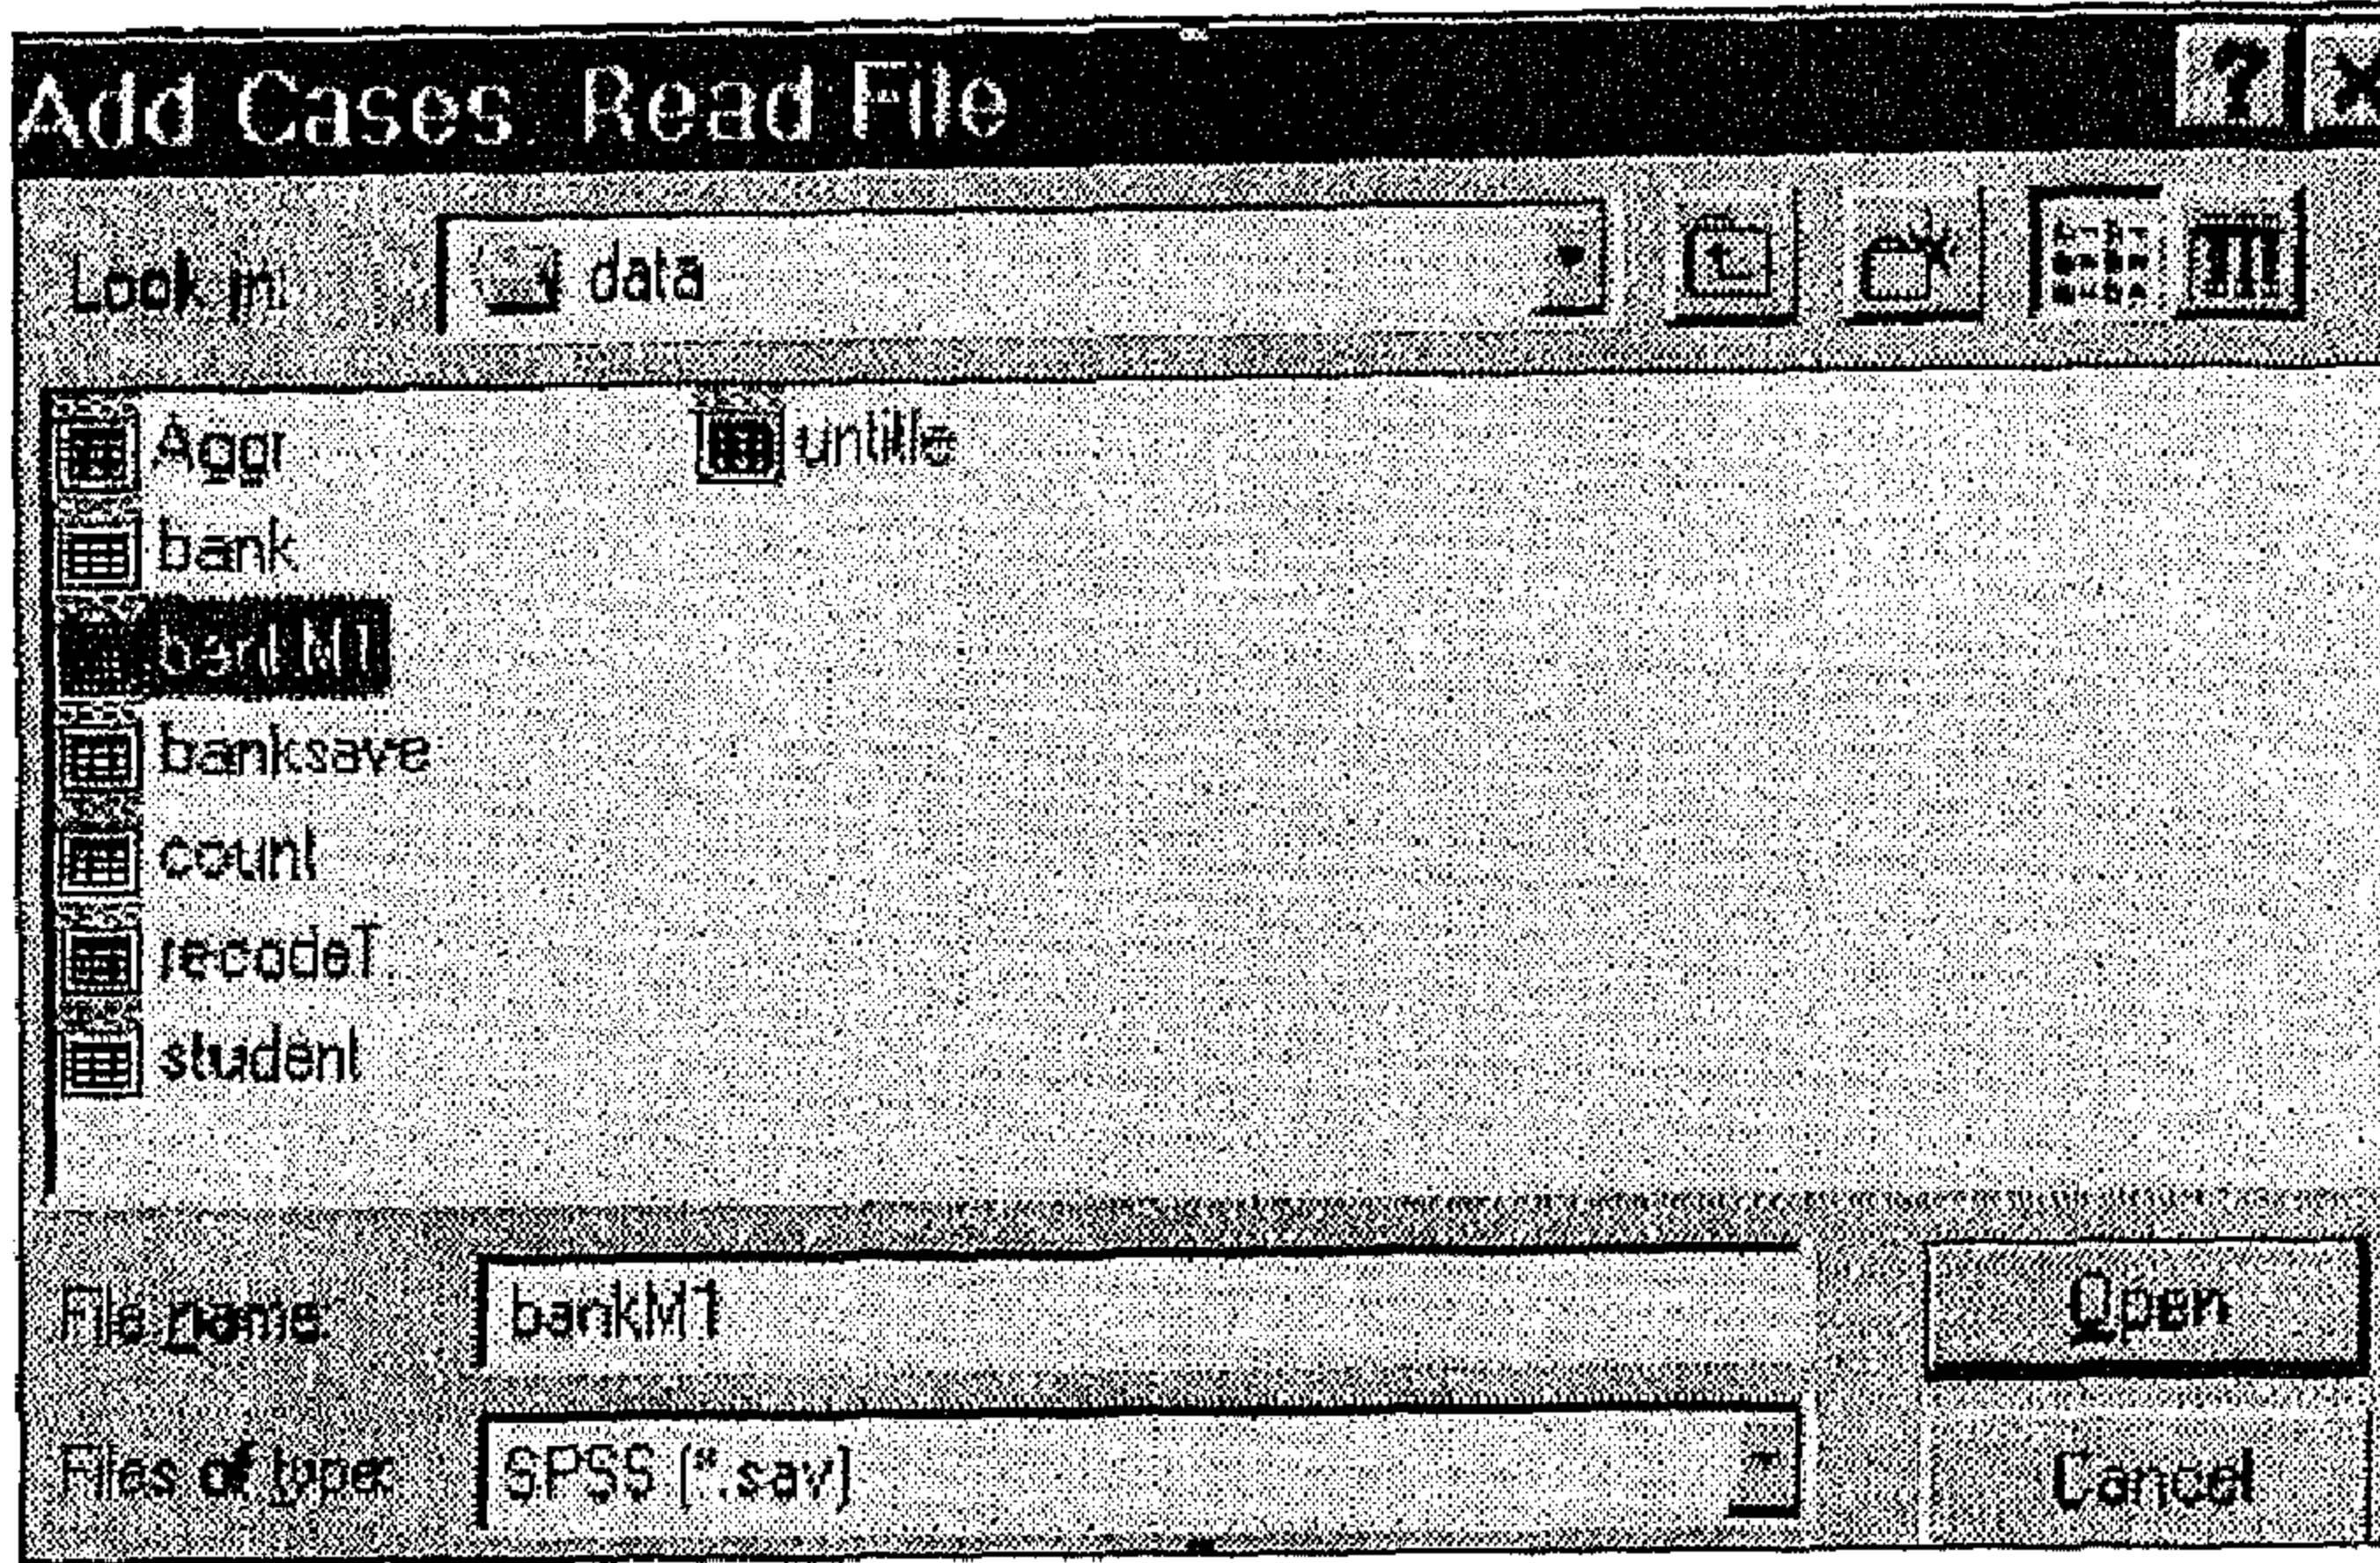 Add Cases: Read File
Look in:
data
Aggr
bank
bankM1
banksave
count
recodeT
student
untitle
File name:
bankM1
Open
Files of type:
SPSS (*.sav)
Cancel